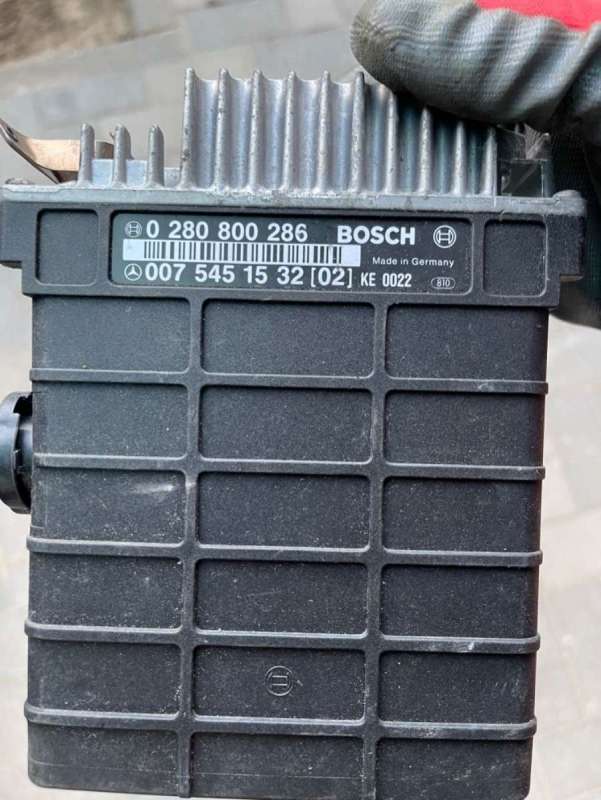 0 280 800 286 BOSCH
Made in Germany
007 545 15 32 [02] KE 0022 810